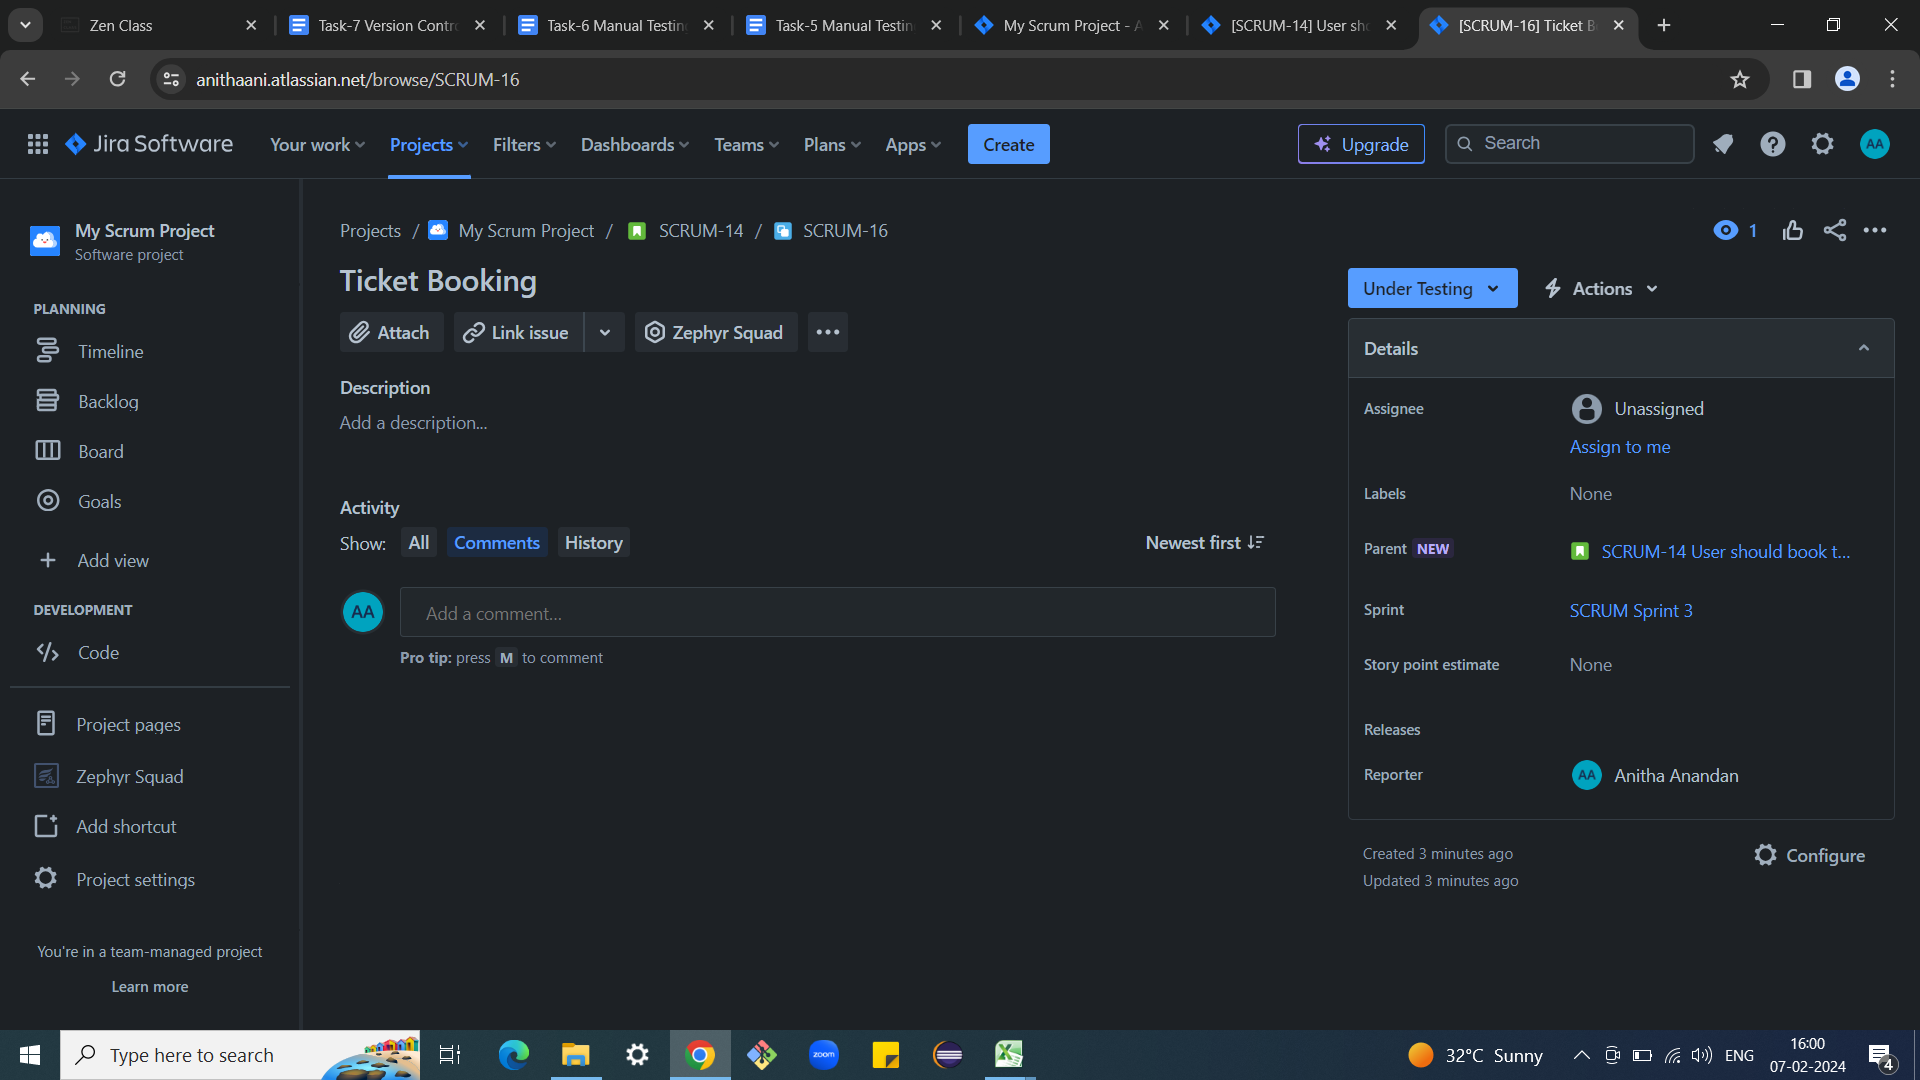 Zen Class
Task-7 Version Contr
Task-6 Manual Testin
Task-5 Manual Testin
My Scrum Project - A
[SCRUM-14] User sho
[SCRUM-16] Ticket B
anithaani.atlassian.net/browse/SCRUM-16
Jira Software
Your work
Projects
Filters
Dashboards
Teams
Plans
Apps
Create
Upgrade
Search
AA
My Scrum Project
Software project
PLANNING
Timeline
Backlog
Board
Goals
Add view
DEVELOPMENT
Code
Project pages
Zephyr Squad
Add shortcut
Project settings
You're in a team-managed project
Learn more
Projects / My Scrum Project / SCRUM-14 / SCRUM-16
1
Ticket Booking
Attach
Link issue
Zephyr Squad
Description
Add a description...
Activity
Show: All Comments History
Newest first
AA
Add a comment...
Pro tip: press M to comment
Under Testing
Actions
Details
Assignee
Unassigned
Assign to me
Labels
None
Parent NEW
SCRUM-14 User should book t...
Sprint
SCRUM Sprint 3
Story point estimate
None
Releases
Reporter
AA Anitha Anandan
Created 3 minutes ago
Updated 3 minutes ago
Configure
Type here to search
zoom
32°C Sunny
ENG
16:00
07-02-2024
4